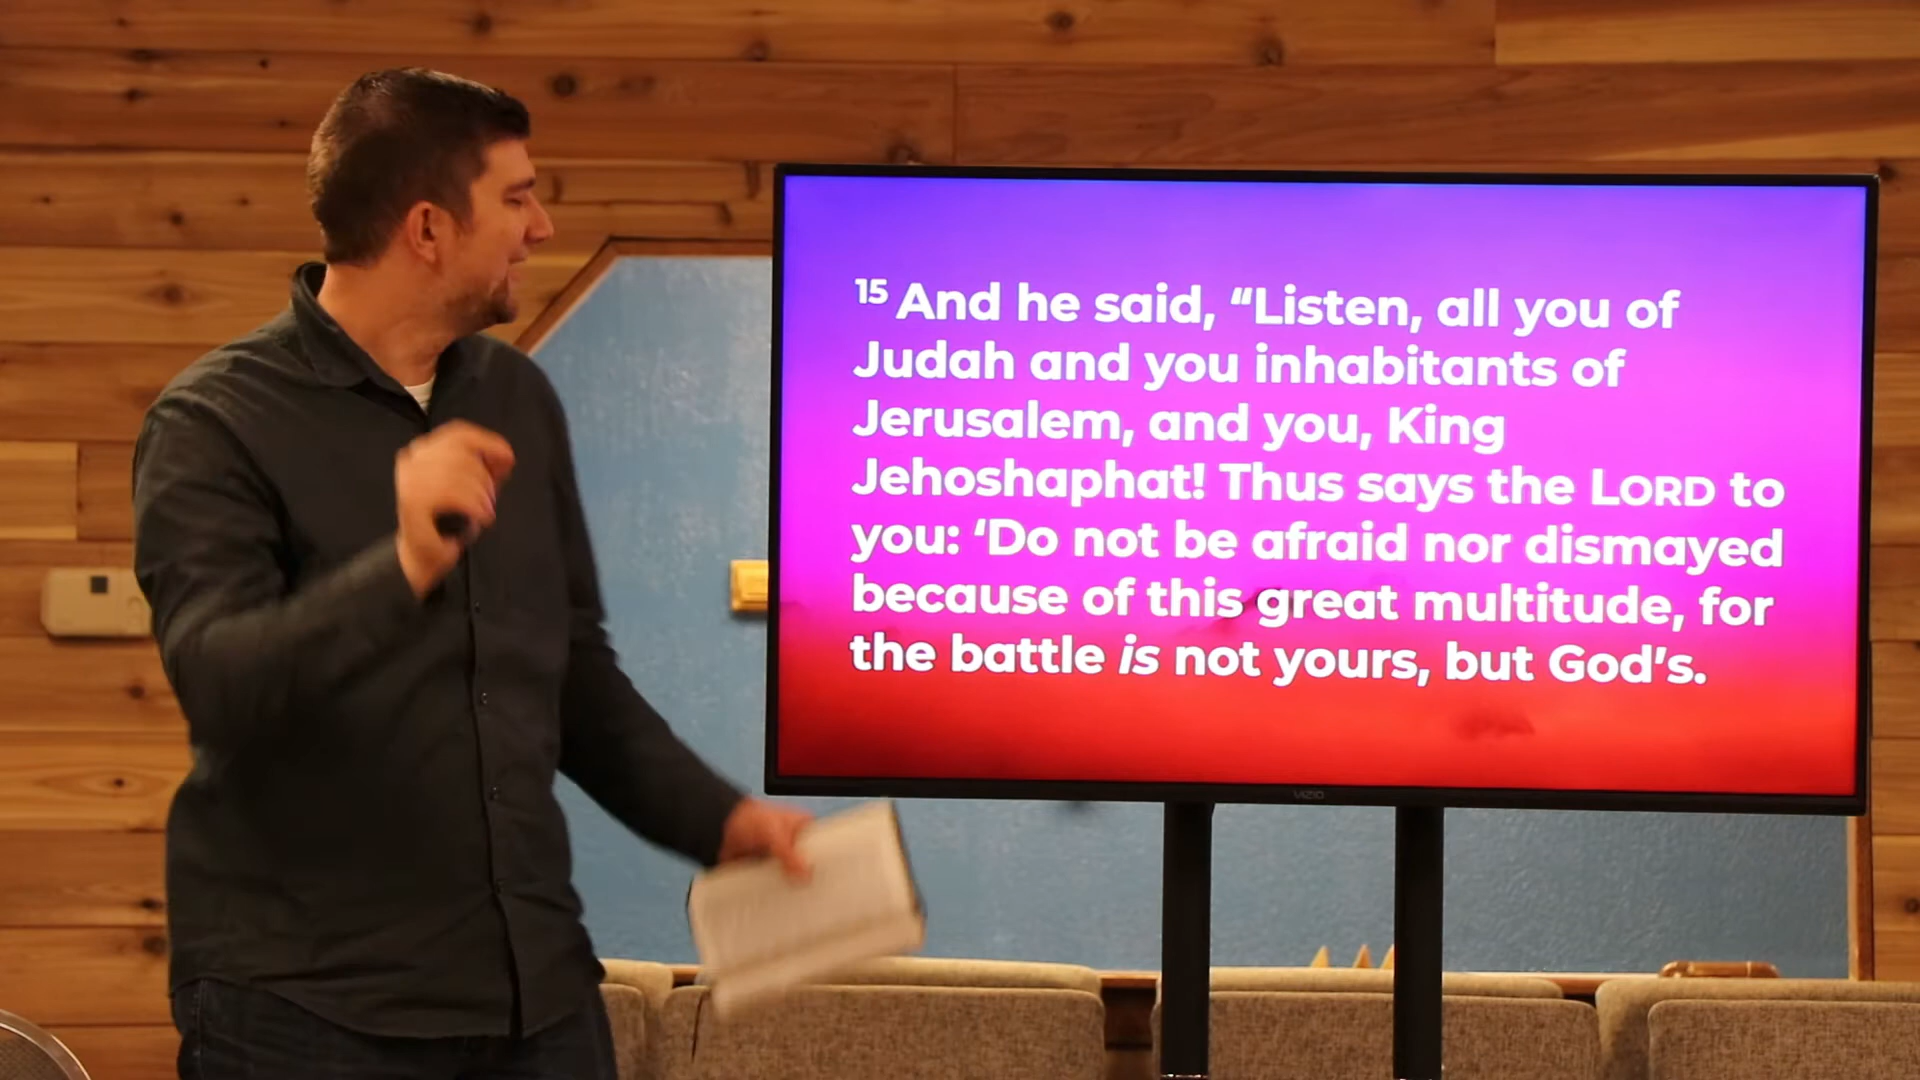 15 And he said, “Listen, all you of
Judah and you inhabitants of
Jerusalem, and you, King
Jehoshaphat! Thus says the LORD to
you: ‘Do not be afraid nor dismayed
because of this great multitude, for
the battle is not yours, but God’s.
VIZIO